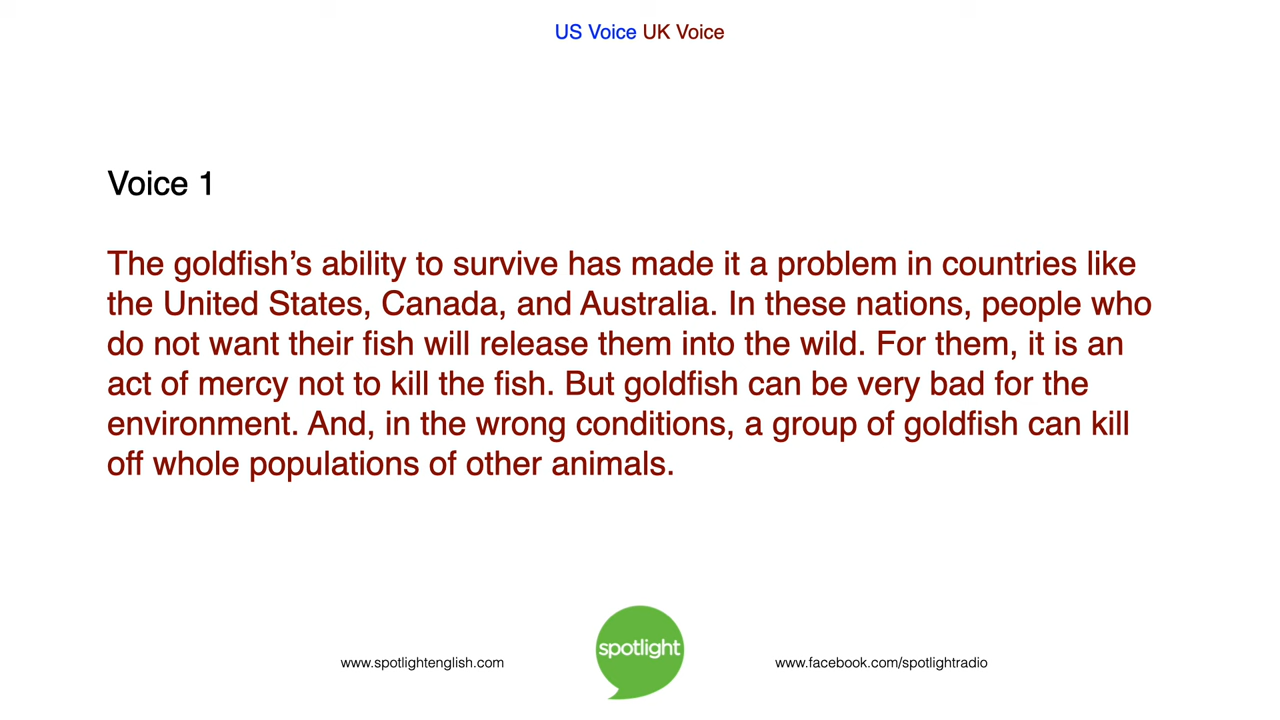 US Voice UK Voice
Voice 1
The goldfish’s ability to survive has made it a problem in countries like
the United States, Canada, and Australia. In these nations, people who
do not want their fish will release them into the wild. For them, it is an
act of mercy not to kill the fish. But goldfish can be very bad for the
environment. And, in the wrong conditions, a group of goldfish can kill
off whole populations of other animals.
www.spotlightenglish.com
spotlight
www.facebook.com/spotlightradio